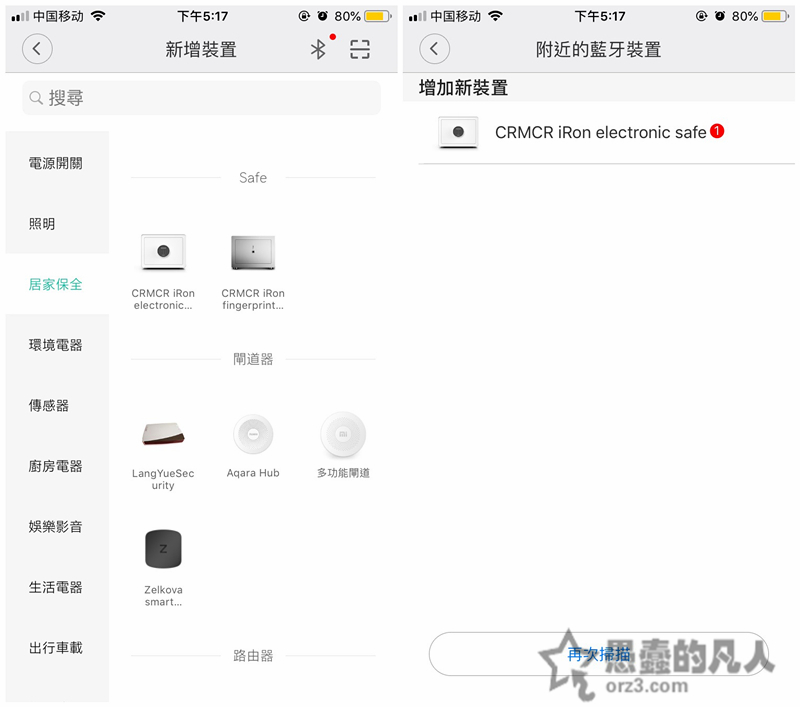 中国移动
下午5:17
80%
新增裝置
搜尋
電源開關
照明
居家保全
環境電器
傳感器
廚房電器
娛樂影音
生活電器
出行車載
Safe
CRMCR iRon
electronic...
CRMCR iRon
fingerprint...
閘道器
LangYueSec
urity
Aqara Hub
多功能閘道
Zelkova
smart...
路由器
中国移动
下午5:17
80%
附近的藍牙裝置
增加新裝置
CRMCR iRon electronic safe
1
再次掃描
愚蠢的凡人
orz3.com